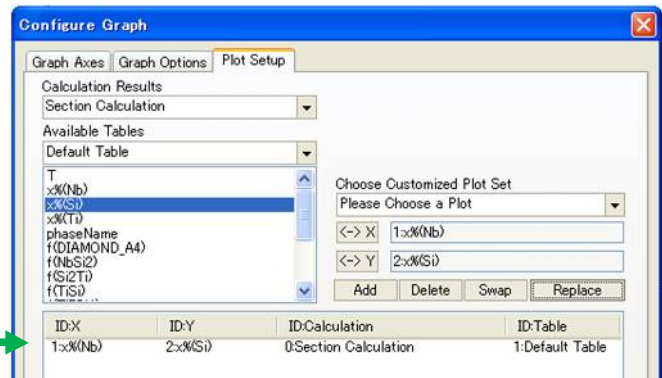 Configure Graph
Graph Axes Graph Options Plot Setup
Calculation Results
Section Calculation
Available Tables
Default Table
T
x%(Nb)
x%(Si)
x%(Ti)
phaseName
f(DIAMOND_A4)
f(NbSi2)
f(Si2Ti)
f(TiSi)
Choose Customized Plot Set
Please Choose a Plot
<-> X 1:x%(Nb)
<-> Y 2:x%(Si)
Add Delete Swap Replace
ID:X ID:Y ID:Calculation ID:Table
1:x%(Nb) 2:x%(Si) 0:Section Calculation 1:Default Table